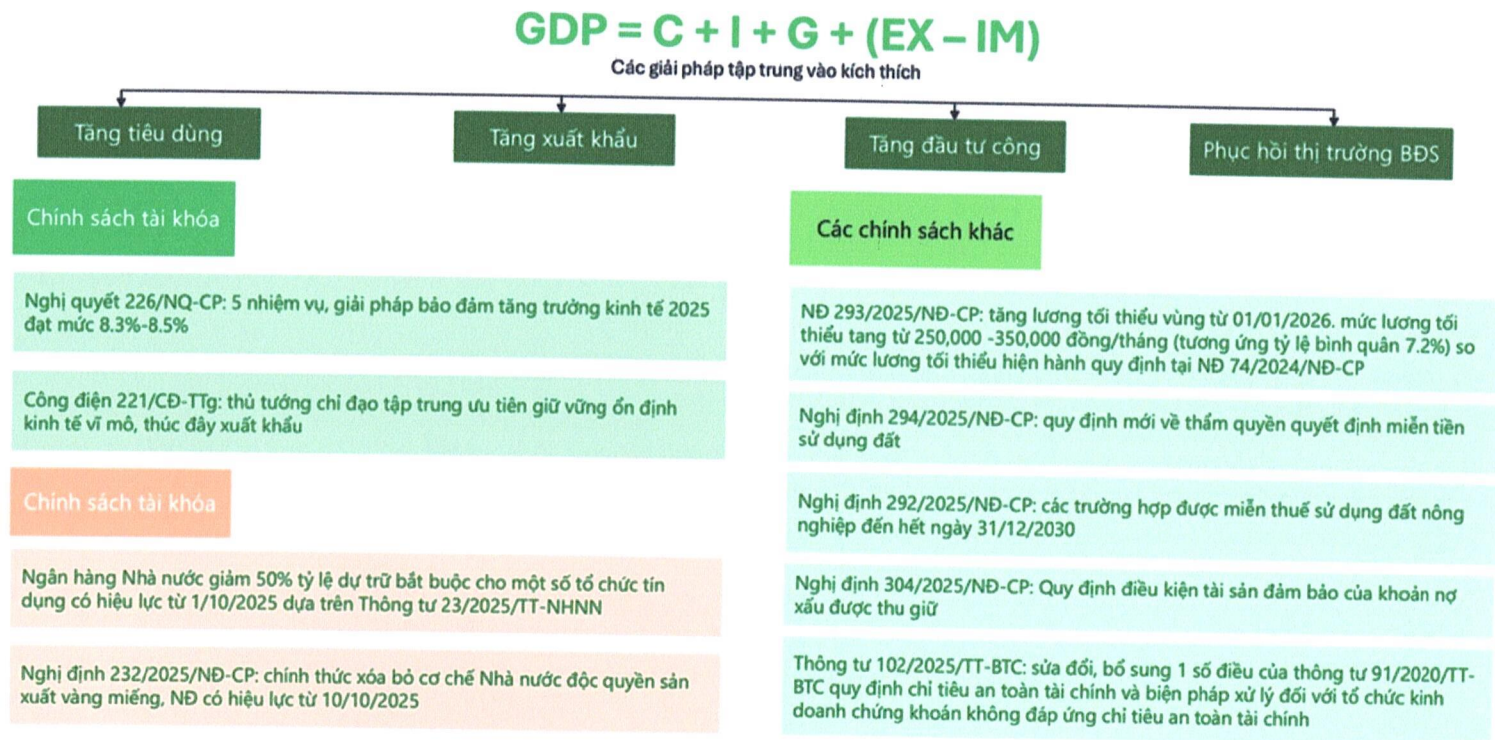 GDP = C + I + G + (EX – IM)
Các giải pháp tập trung vào kích thích
Tăng tiêu dùng
Tăng xuất khẩu
Tăng đầu tư công
Phục hồi thị trường BĐS
Chính sách tài khóa
Nghị quyết 226/NQ-CP: 5 nhiệm vụ, giải pháp bảo đảm tăng trưởng kinh tế 2025
đạt mức 8.3%-8.5%
Công điện 221/CĐ-TTg: thủ tướng chỉ đạo tập trung ưu tiên giữ vững ổn định
kinh tế vĩ mô, thúc đẩy xuất khẩu
Chính sách tài khóa
Ngân hàng Nhà nước giảm 50% tỷ lệ dự trữ bắt buộc cho một số tổ chức tín
dụng có hiệu lực từ 1/10/2025 dựa trên Thông tư 23/2025/TT-NHNN
Nghị định 232/2025/NĐ-CP: chính thức xóa bỏ cơ chế Nhà nước độc quyền sản
xuất vàng miếng, NĐ có hiệu lực từ 10/10/2025
Các chính sách khác
NĐ 293/2025/NĐ-CP: tăng lương tối thiểu vùng từ 01/01/2026. mức lương tối
thiểu tang từ 250,000 -350,000 đồng/tháng (tương ứng tỷ lệ bình quân 7.2%) so
với mức lương tối thiểu hiện hành quy định tại NĐ 74/2024/NĐ-CP
Nghị định 294/2025/NĐ-CP: quy định mới về thẩm quyền quyết định miễn tiền
sử dụng đất
Nghị định 292/2025/NĐ-CP: các trường hợp được miễn thuế sử dụng đất nông
nghiệp đến hết ngày 31/12/2030
Nghị định 304/2025/NĐ-CP: Quy định điều kiện tài sản đảm bảo của khoản nợ
xấu được thu giữ
Thông tư 102/2025/TT-BTC: sửa đổi, bổ sung 1 số điều của thông tư 91/2020/TT-
BTC quy định chỉ tiêu an toàn tài chính và biện pháp xử lý đối với tổ chức kinh
doanh chứng khoán không đáp ứng chỉ tiêu an toàn tài chính